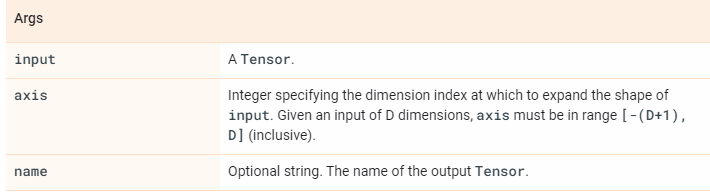 Args
input
A Tensor.
axis
Integer specifying the dimension index at which to expand the shape of
input. Given an input of D dimensions, axis must be in range [-(D+1),
D] (inclusive).
name
Optional string. The name of the output Tensor.